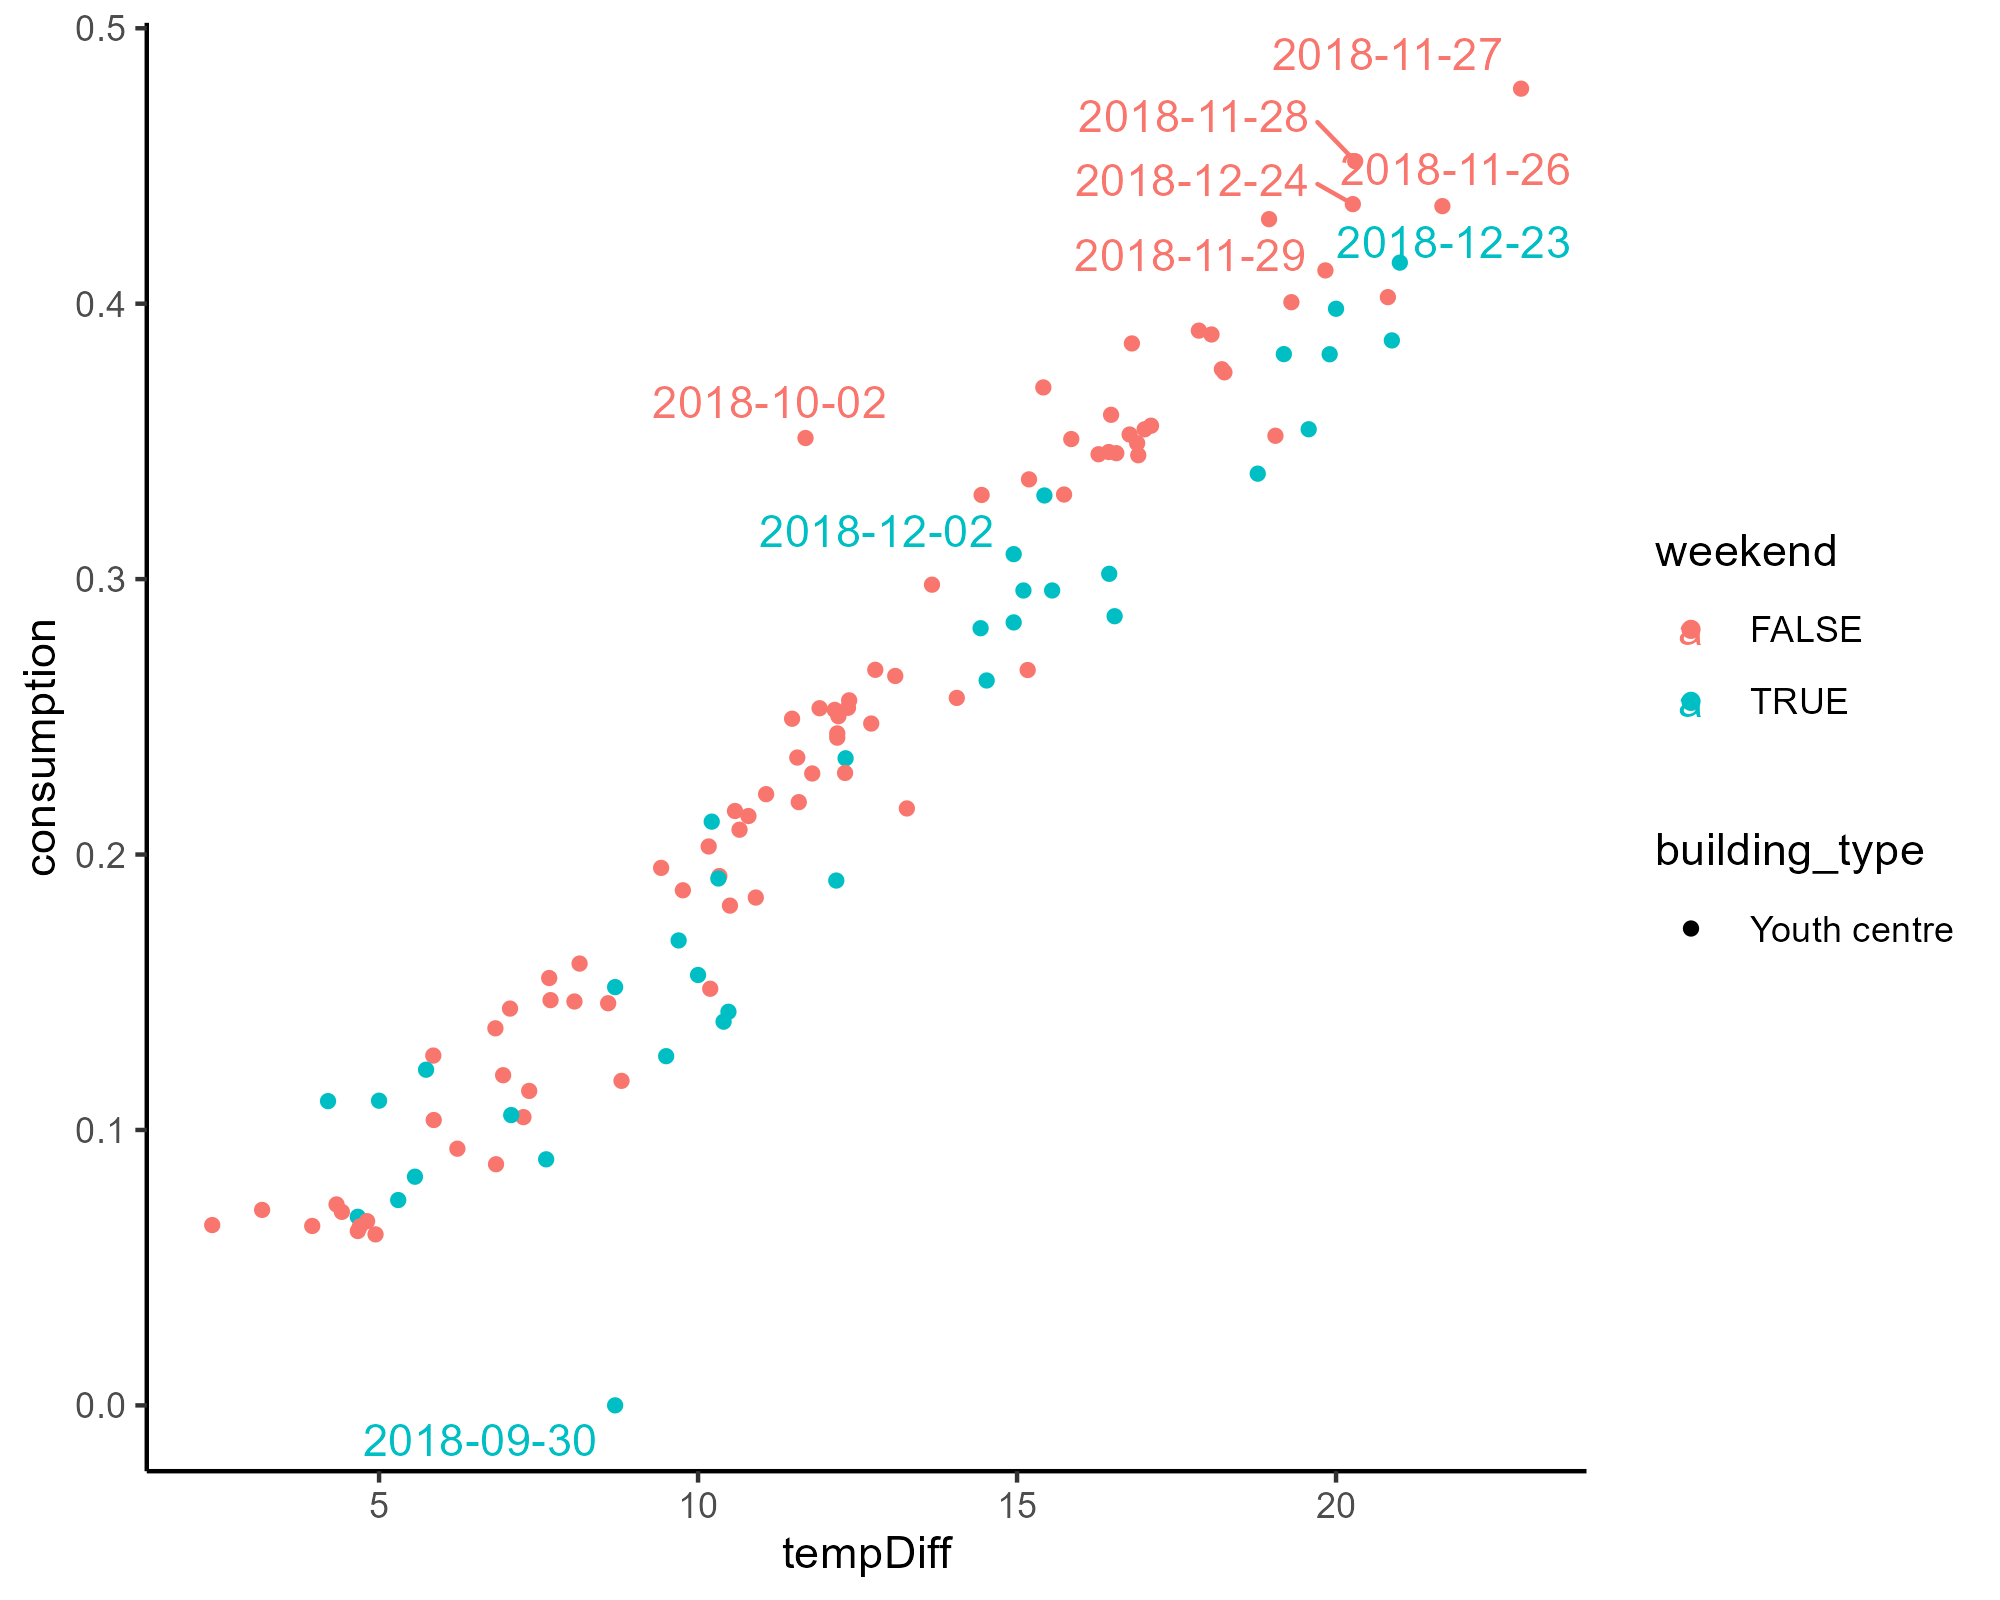 0.5
0.4
0.3
0.2
0.1
0.0
consumption
2018-11-27
2018-11-28
2018-11-26
2018-12-24
2018-12-23
2018-11-29
2018-10-02
2018-12-02
2018-09-30
5
10
15
20
tempDiff
weekend
a FALSE
a TRUE
building_type
Youth centre